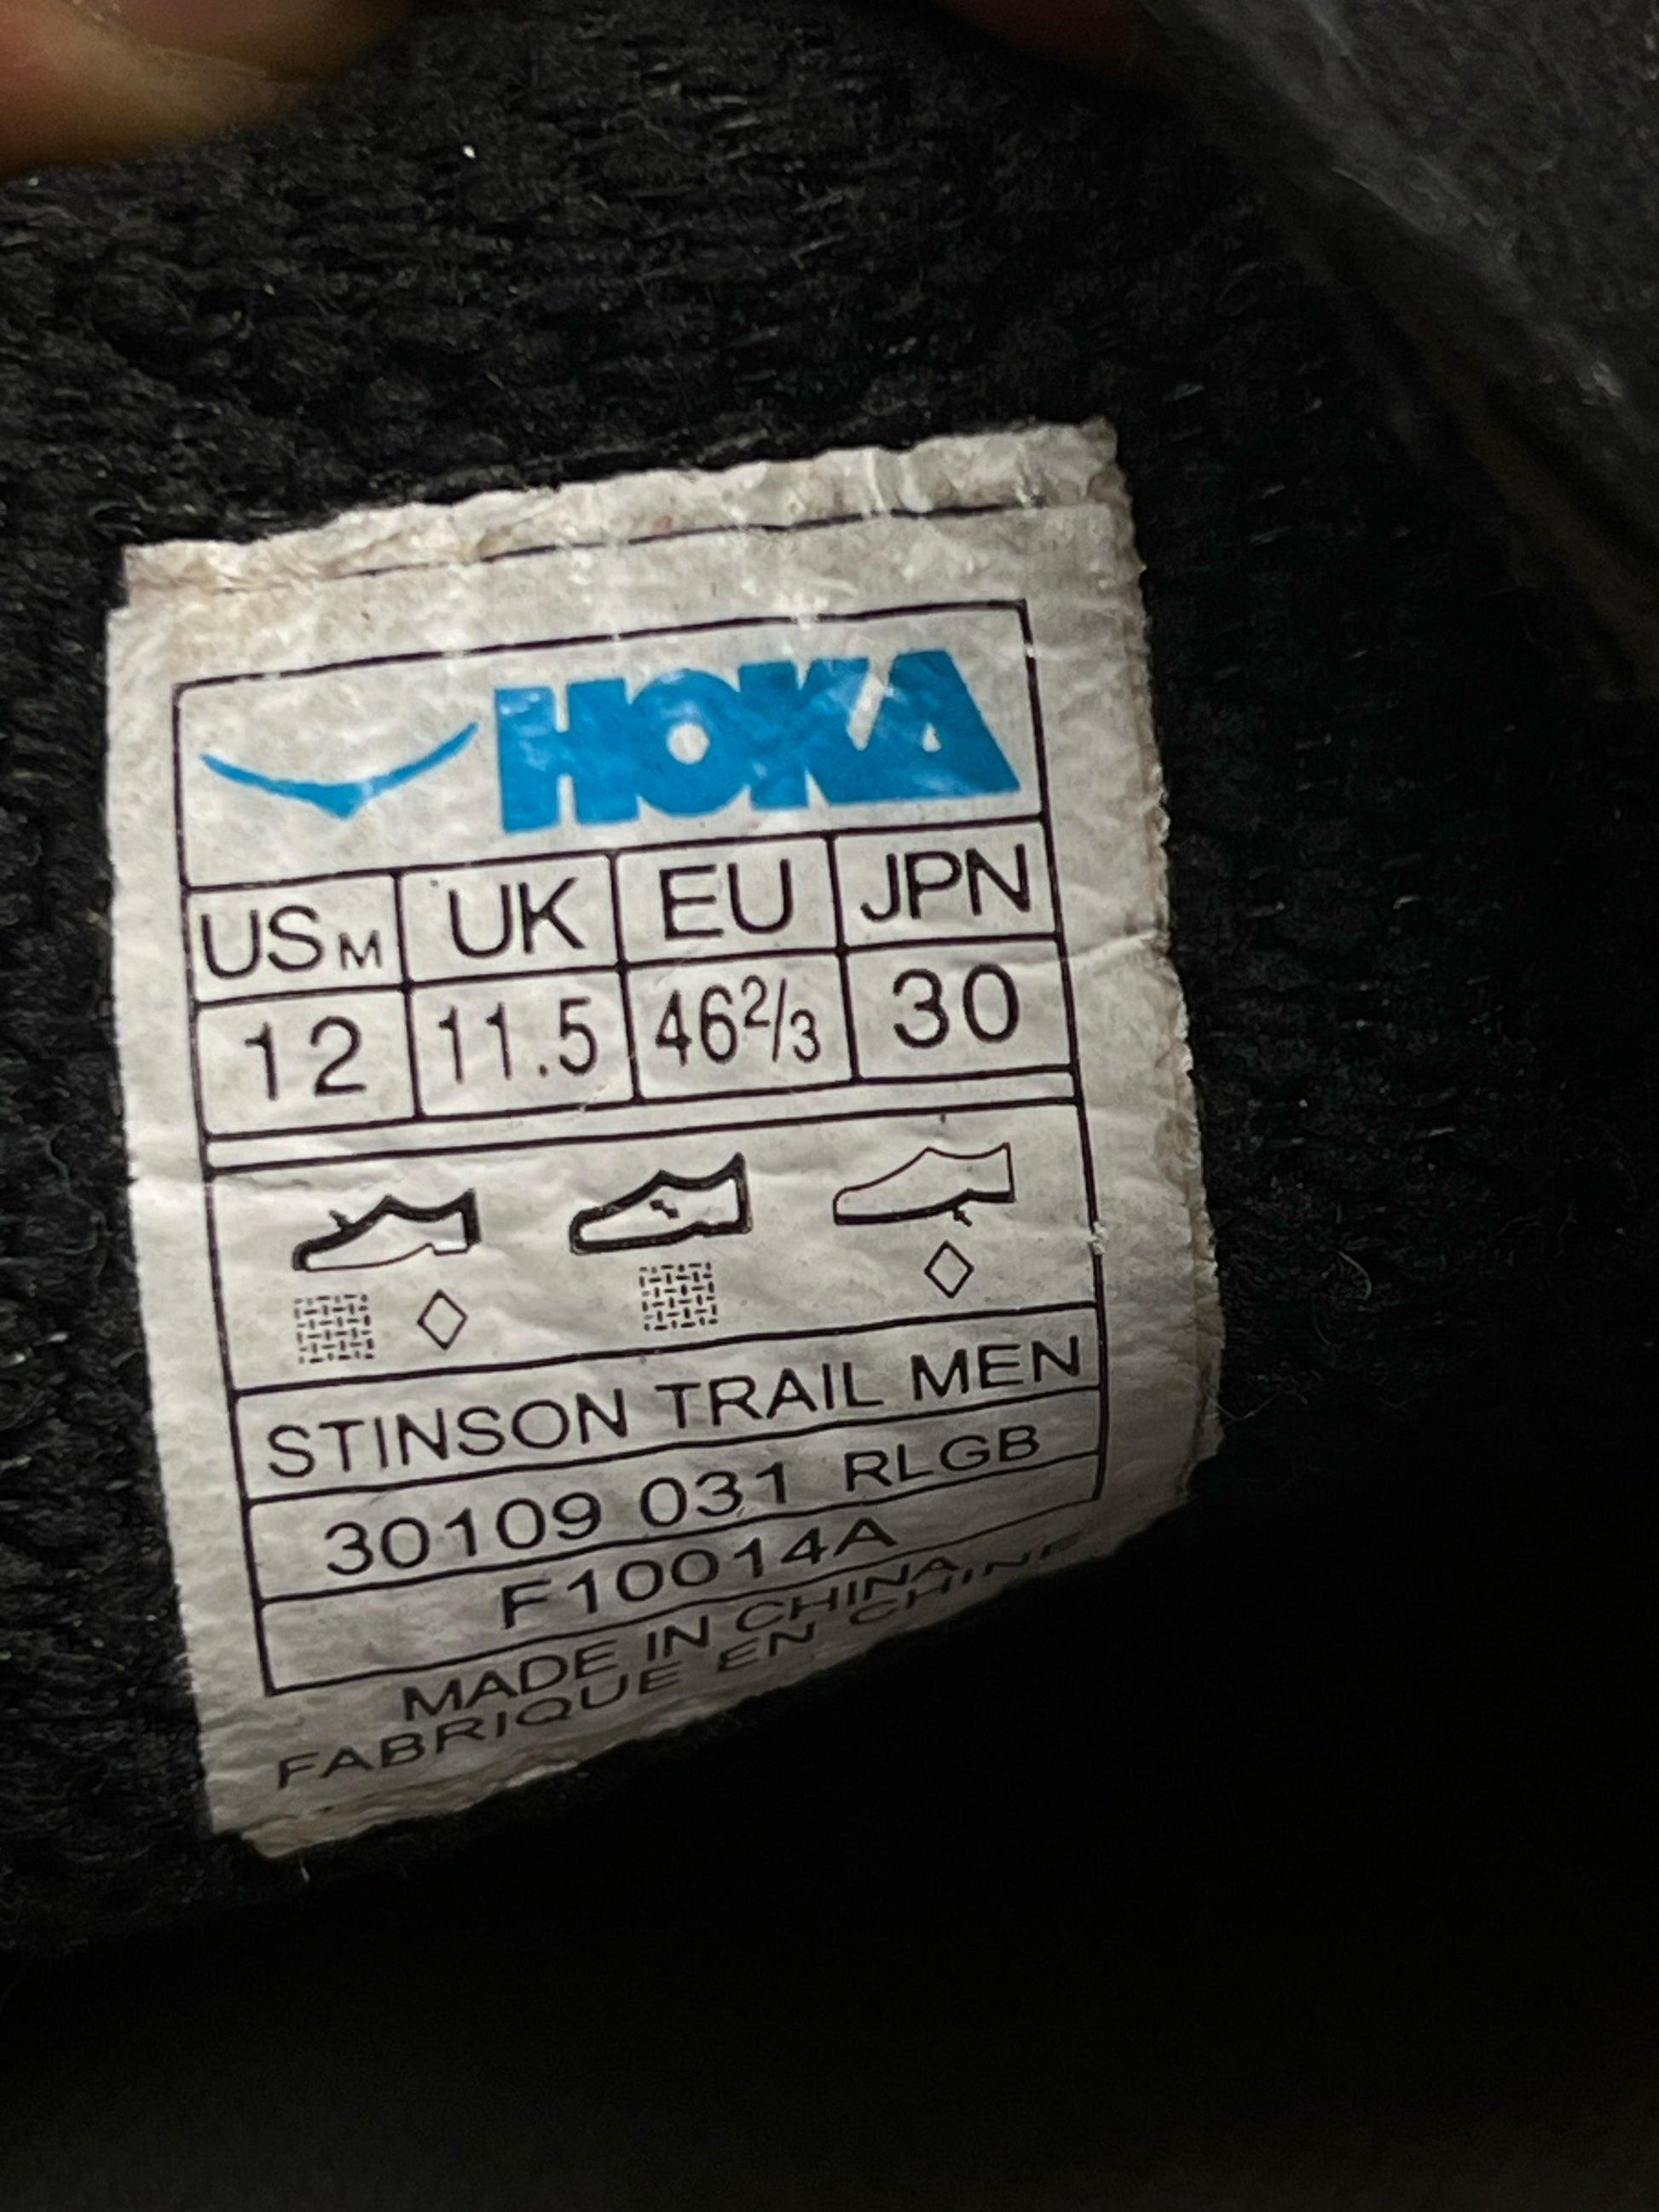 HOKA
USM UK EU JPN
12 11.5 46⅔ 30
STINSON TRAIL MEN
30109 031 RLGB
F10014A
MADE IN CHINA
FABRIQUE EN CHINE